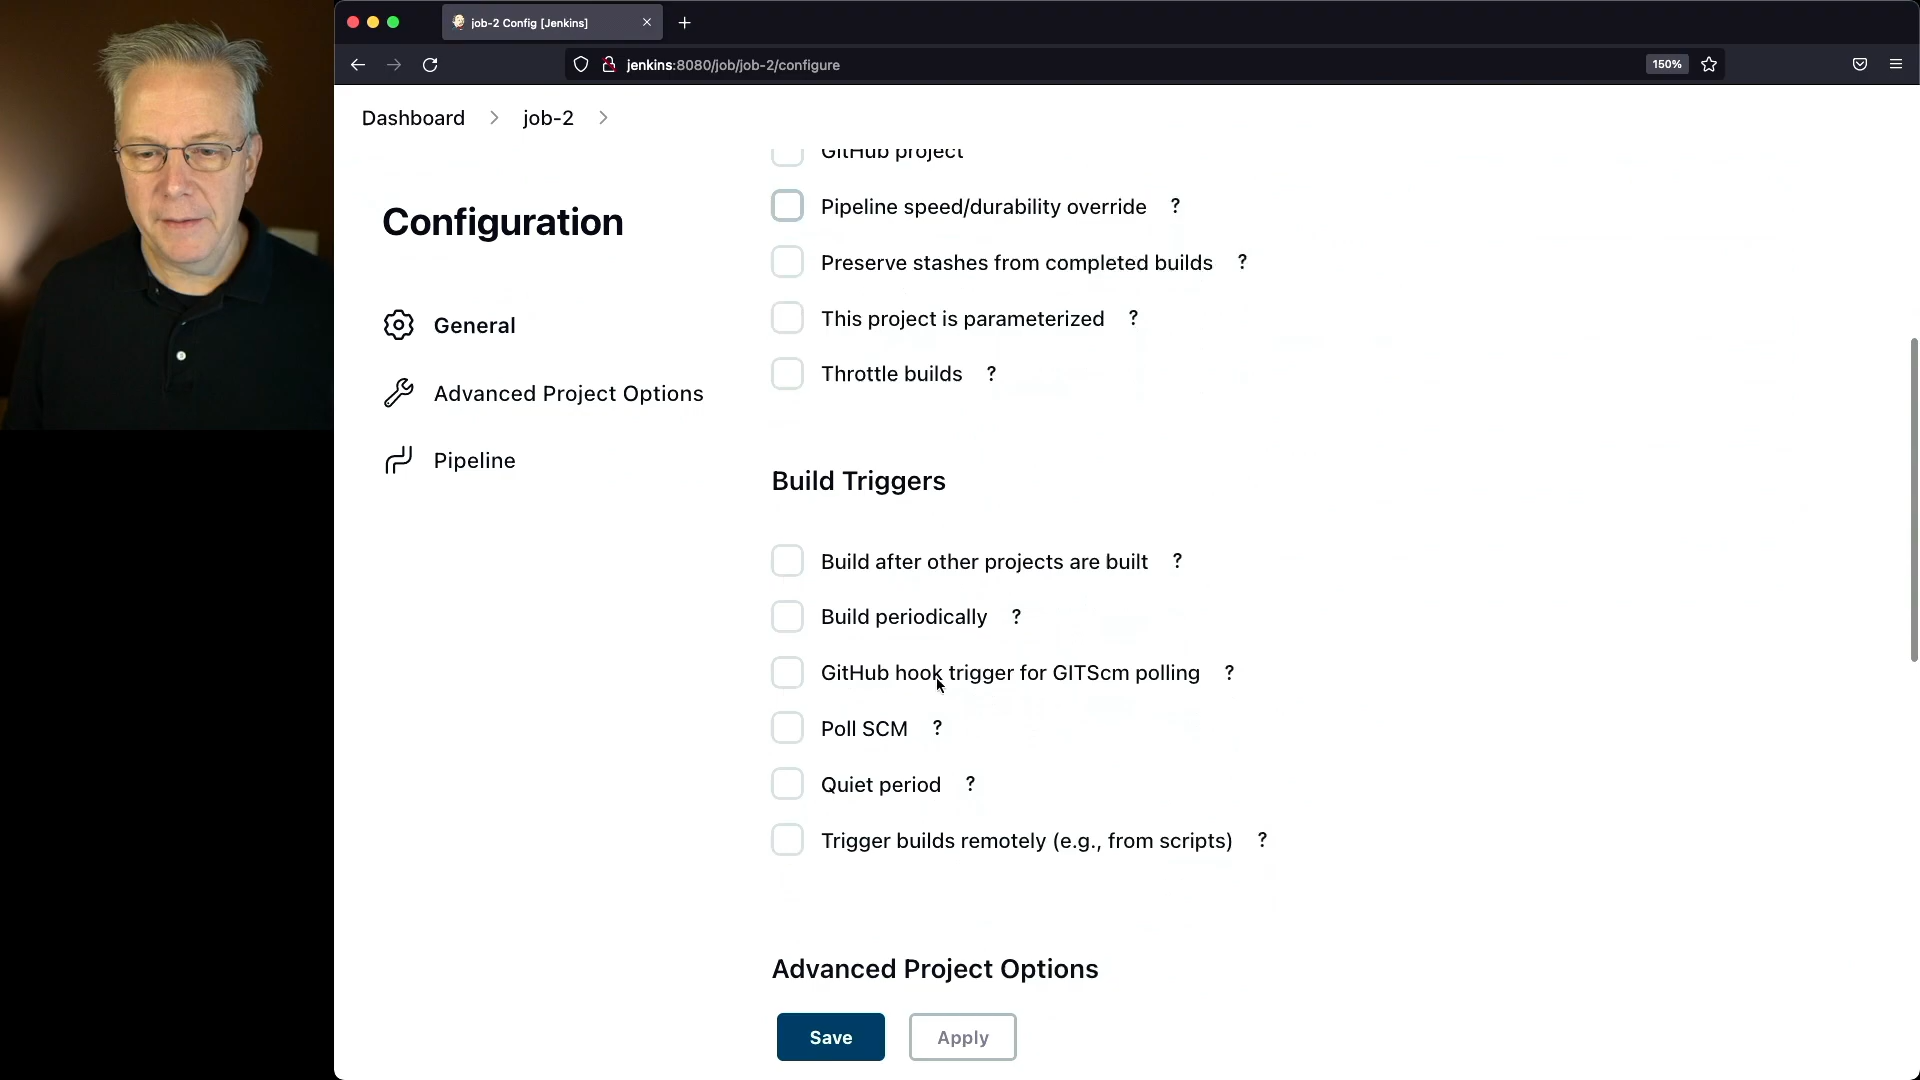 job-2 Config [Jenkins]
jenkins:8080/job/job-2/configure
150%
Dashboard
job-2
Configuration
General
Advanced Project Options
Pipeline
GitHub project
Pipeline speed/durability override ?
Preserve stashes from completed builds ?
This project is parameterized ?
Throttle builds ?
Build Triggers
Build after other projects are built ?
Build periodically ?
GitHub hook trigger for GITScm polling ?
Poll SCM ?
Quiet period ?
Trigger builds remotely (e.g., from scripts) ?
Advanced Project Options
Save
Apply